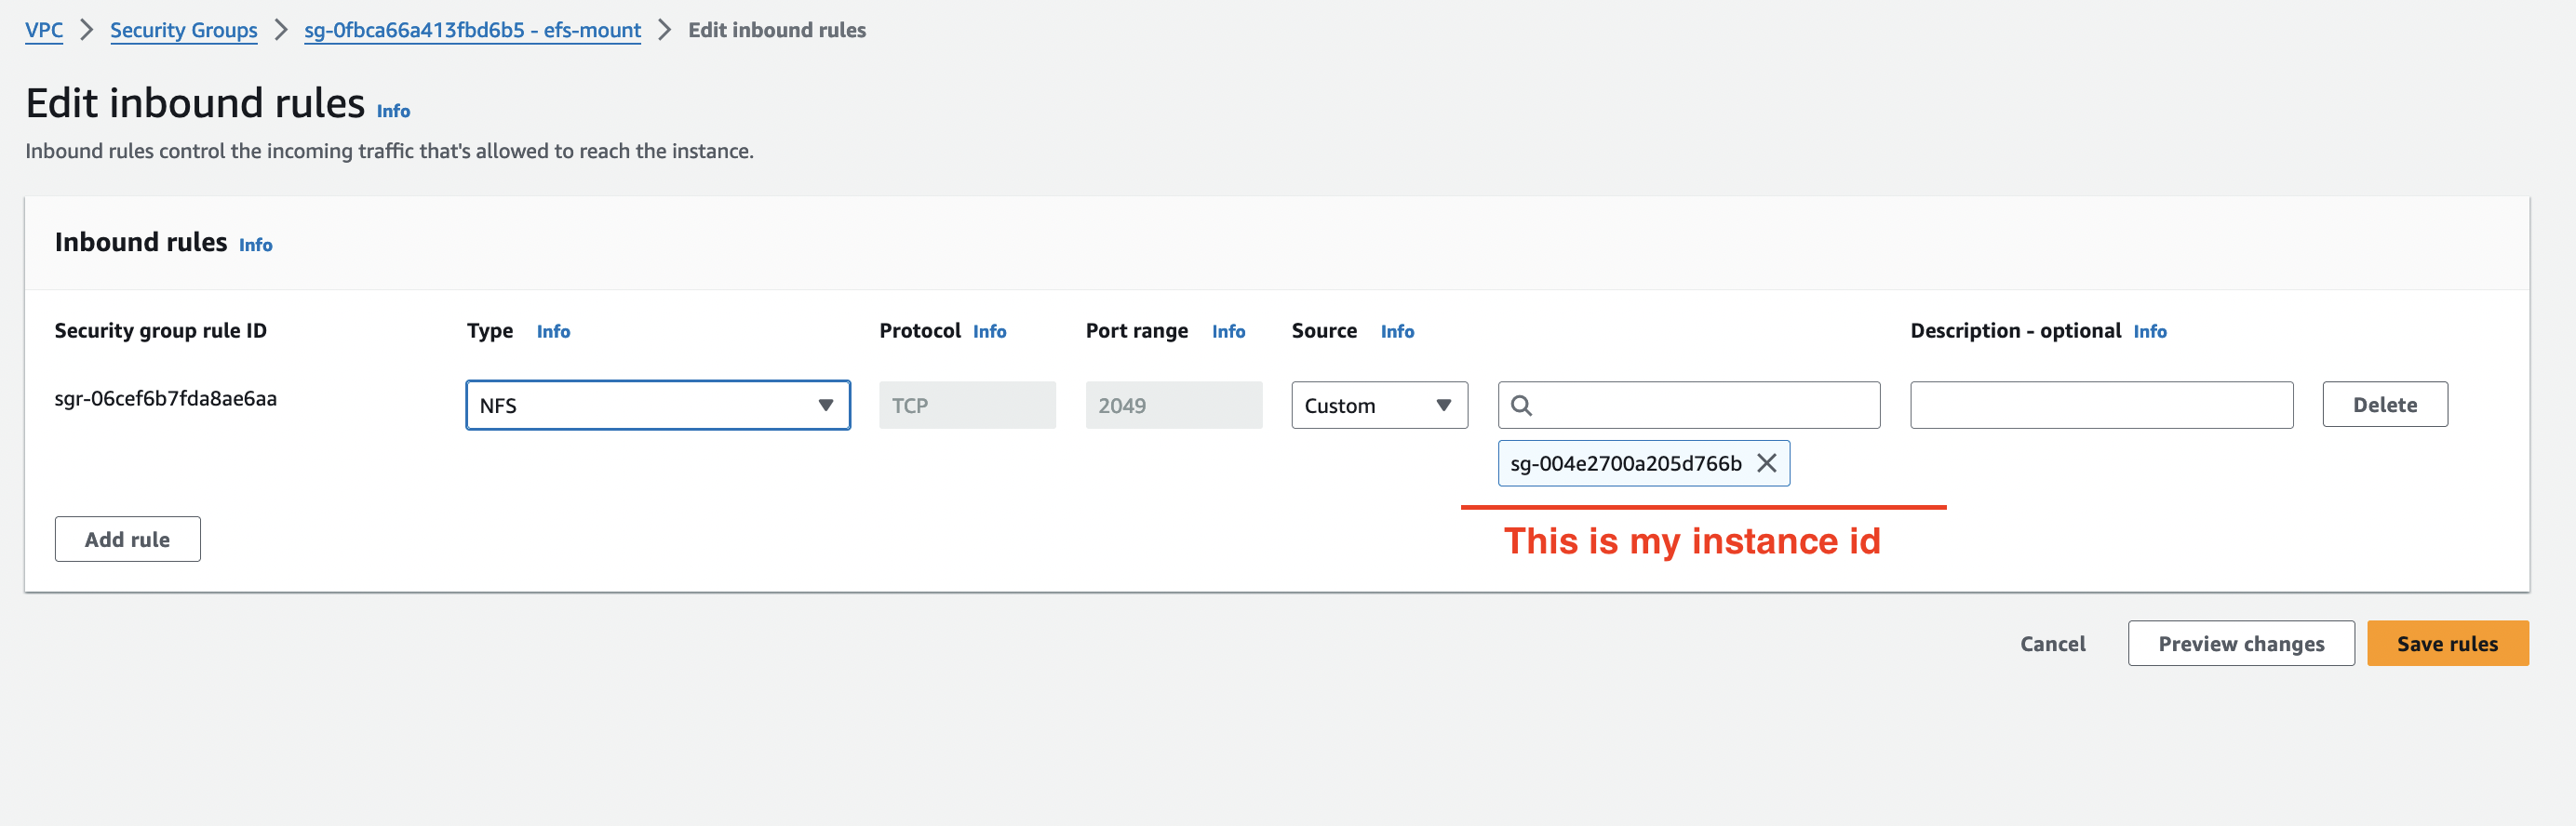 VPC > Security Groups > sg-0fbca66a413fbd6b5 - efs-mount > Edit inbound rules
Edit inbound rules Info
Inbound rules control the incoming traffic that's allowed to reach the instance.
Inbound rules Info
Security group rule ID Type Info Protocol Info Port range Info Source Info Description - optional Info
sgr-06cef6b7fda8ae6aa NFS TCP 2049 Custom Delete
sg-004e2700a205d766b
Add rule
This is my instance id
Cancel Preview changes Save rules